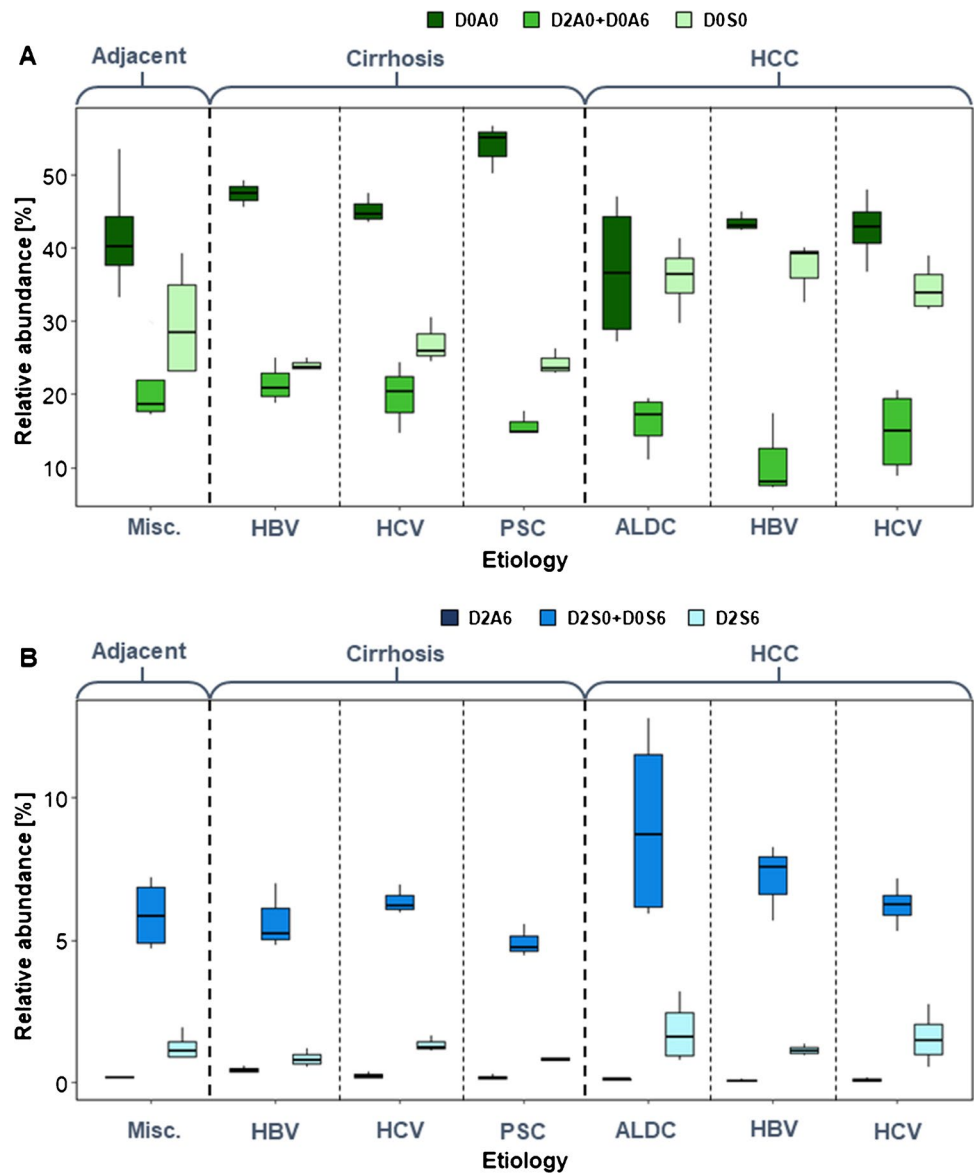 D0A0 D2A0+D0A6 D0S0
A
Adjacent Cirrhosis HCC
Relative abundance [%]
50
40
30
20
10
Misc. HBV HCV PSC ALDC HBV HCV
Etiology
D2A6 D2S0+D0S6 D2S6
B
Adjacent Cirrhosis HCC
Relative abundance [%]
10
5
0
Misc. HBV HCV PSC ALDC HBV HCV
Etiology